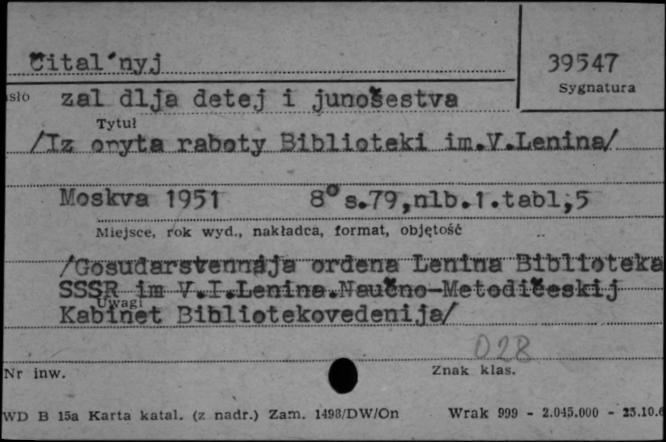 Čital'nyj
39547
Sygnatura
asło zal dlja detej i junošestva
Tytuł
/Iz opyta raboty Biblioteki im.V.Lenina/
Moskva 1951 8° s.79,nlb.1.tabl,5
Miejsce, rok wyd., nakładca, format, objętość
/Gosudarstvennaja ordena Lenina Biblioteka
SSSR im V.I.Lenina.Naučno-Metodičeskij
Uwagi
Kabinet Bibliotekovedenija/
028
Nr inw.
Znak klas.
WD B 15a Karta katal. (z nadr.) Zam. 1498/DW/On Wrak 999 - 2.045.000 - 25.10.6